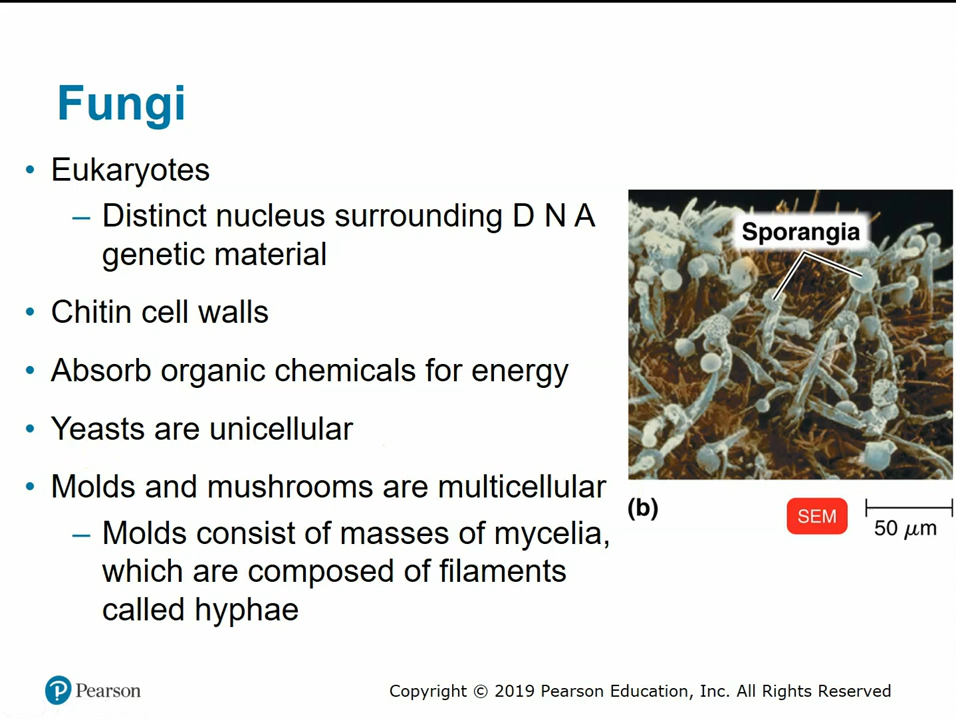 Fungi
• Eukaryotes
– Distinct nucleus surrounding D N A
genetic material
• Chitin cell walls
• Absorb organic chemicals for energy
• Yeasts are unicellular
• Molds and mushrooms are multicellular
– Molds consist of masses of mycelia,
which are composed of filaments
called hyphae
Sporangia
(b)
SEM
50 μm
Pearson
Copyright © 2019 Pearson Education, Inc. All Rights Reserved